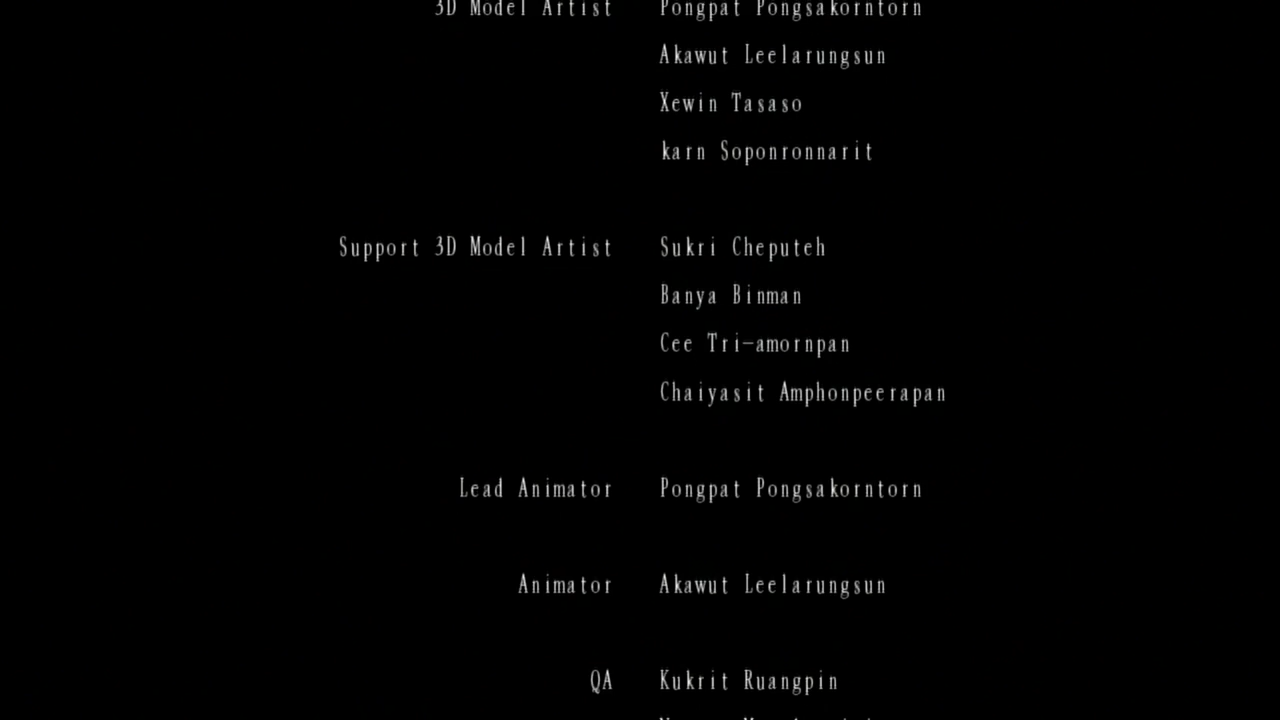 3D Model Artist Pongpat Pongsakorntorn
Akawut Leelarungsun
Xewin Tasaso
karn Soponronnarit
Support 3D Model Artist Sukri Cheputeh
Banya Binman
Cee Tri-amornpan
Chaiyasit Amphonpeerapan
Lead Animator Pongpat Pongsakorntorn
Animator Akawut Leelarungsun
QA Kukrit Ruangpin